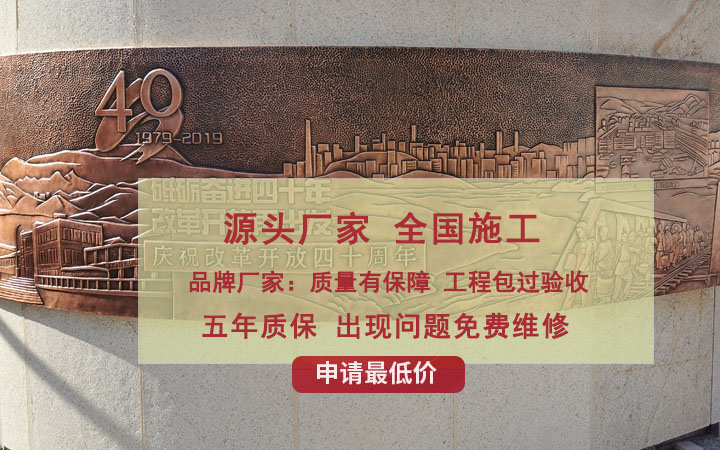 40
1979-2019
砥砺奋进四十年
改革开
庆祝改革开放四十周年
源头厂家 全国施工
品牌厂家：质量有保障 工程包过验收
五年质保 出现问题免费维修
申请最低价